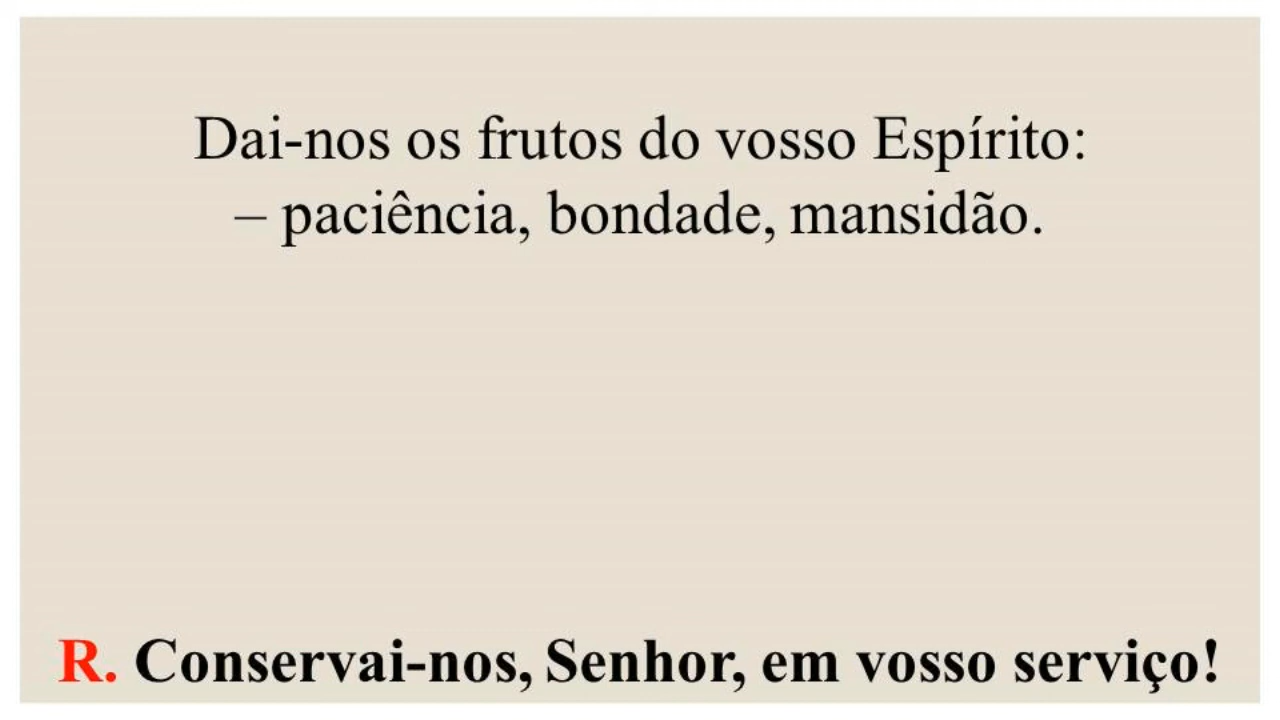 Dai-nos os frutos do vosso Espírito:
– paciência, bondade, mansidão.
R. Conservai-nos, Senhor, em vosso serviço!